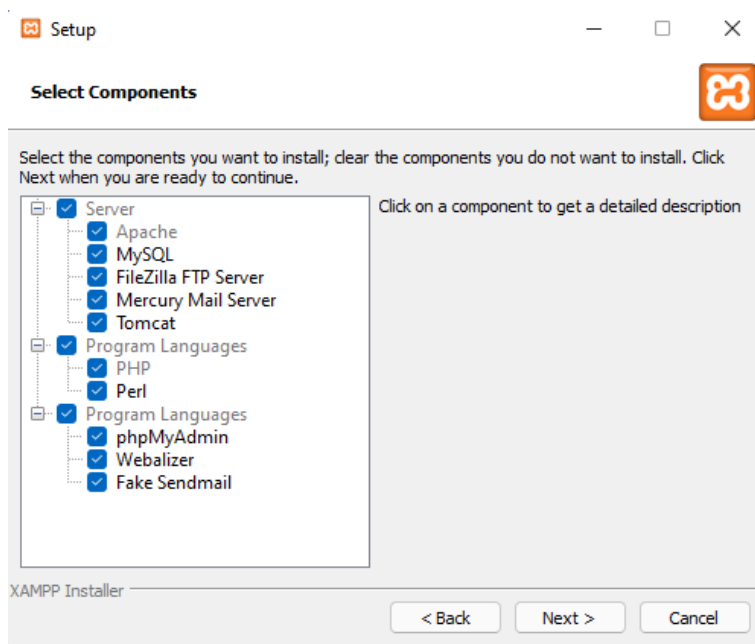 Setup
Select Components
Select the components you want to install; clear the components you do not want to install. Click
Next when you are ready to continue.
Server
Apache
MySQL
FileZilla FTP Server
Mercury Mail Server
Tomcat
Program Languages
PHP
Perl
Program Languages
phpMyAdmin
Webalizer
Fake Sendmail
Click on a component to get a detailed description
XAMPP Installer
< Back
Next >
Cancel